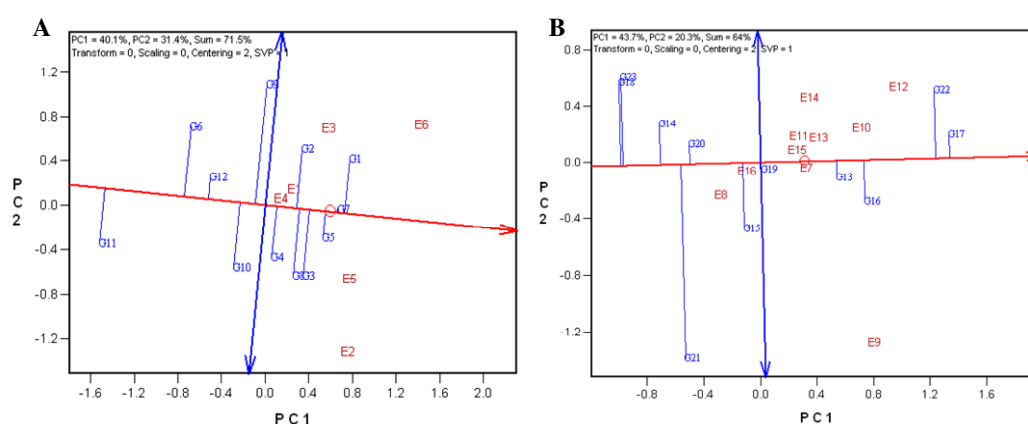 A
PC1 = 40.1%, PC2 = 31.4%, Sum = 71.5%
Transform = 0, Scaling = 0, Centering = 2, SVP = 1
1.2
0.8
0.4
0.0
-0.4
-0.8
-1.2
PC2
G6
G12
G2
G1
G7
G5
G4
G3
G10
G11
E3
E6
E4
E5
E2
-1.6 -1.2 -0.8 -0.4 0.0 0.4 0.8 1.2 1.6 2.0
PC1
B
PC1 = 43.7%, PC2 = 20.3%, Sum = 64%
Transform = 0, Scaling = 0, Centering = 2, SVP = 1
0.8
0.4
0.0
-0.4
-0.8
-1.2
PC2
G23
G18
G14
G20
G22
G17
G19
G13
G16
G15
G21
E12
E14
E10
E11
E13
E15
E7
E16
E8
E9
-0.8 -0.4 0.0 0.4 0.8 1.2 1.6
PC1